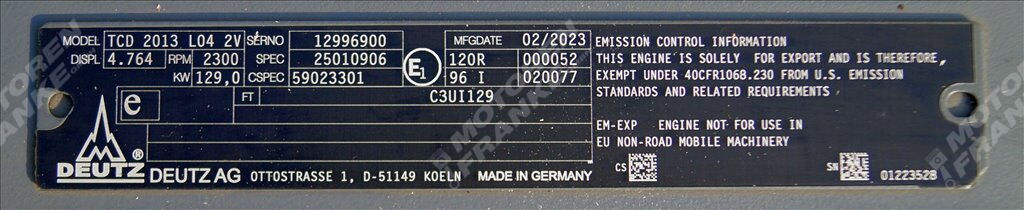 MODEL TCD 2013 L04 2V SERNO 12996900 MFGDATE 02/2023
DISPL 4.764 RPM 2300 SPEC 25010906 E1 120R 000052
KW 129,0 CSPEC 59023301 96 I 020077
e FT C3UI129
DEUTZ ® DEUTZ AG OTTOSTRASSE 1, D-51149 KOELN MADE IN GERMANY
EMISSION CONTROL INFORMATION
THIS ENGINE IS SOLELY FOR EXPORT AND IS THEREFORE,
EXEMPT UNDER 40CFR1068.230 FROM U.S. EMISSION
STANDARDS AND RELATED REQUIREMENTS
EM-EXP ENGINE NOT FOR USE IN
EU NON-ROAD MOBILE MACHINERY
CS SN 01223528
MOTOREN
FRANKE